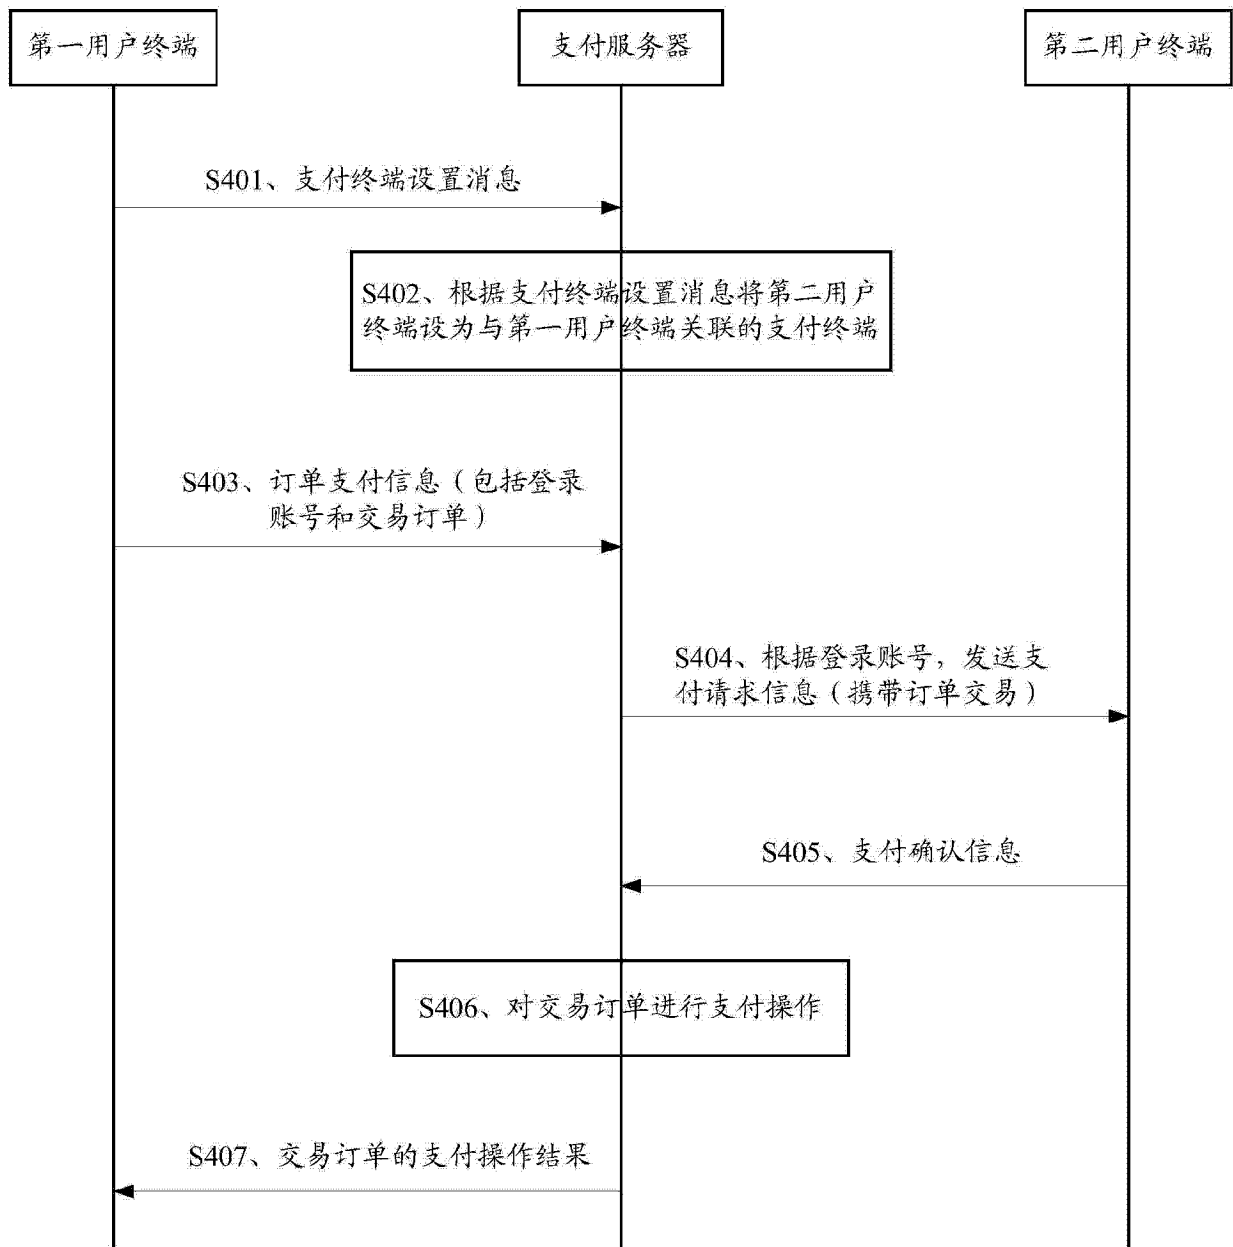 第一用户终端
支付服务器
第二用户终端
S401、支付终端设置消息
S402、根据支付终端设置消息将第二用户
终端设为与第一用户终端关联的支付终端
S403、订单支付信息（包括登录
账号和交易订单）
S404、根据登录账号，发送支
付请求信息（携带订单交易）
S405、支付确认信息
S406、对交易订单进行支付操作
S407、交易订单的支付操作结果